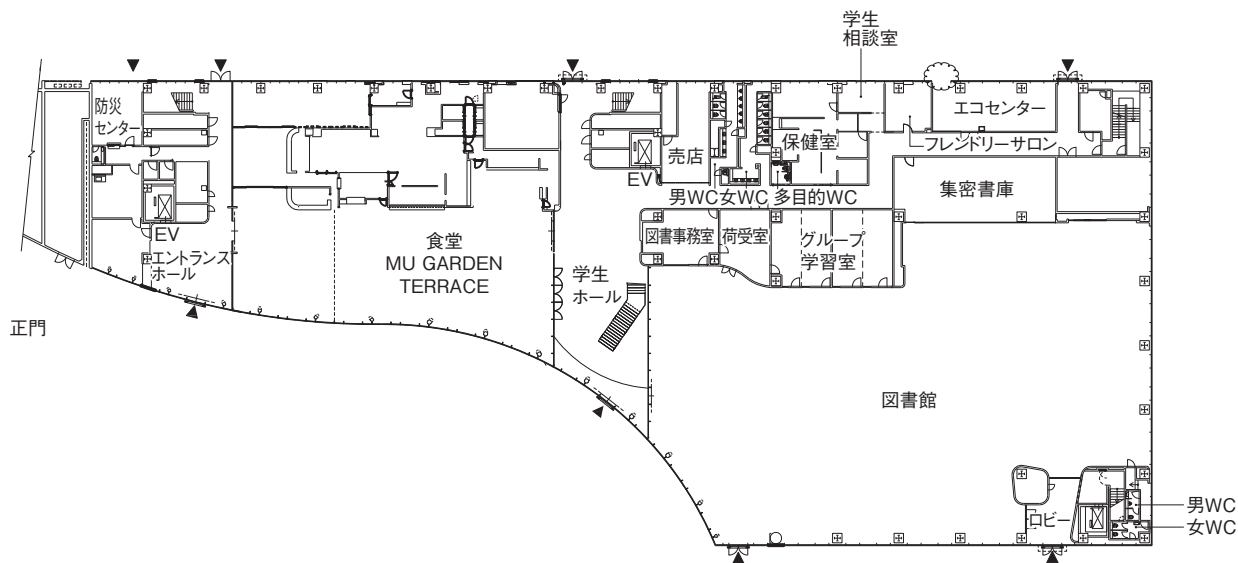 学生
相談室
防災
センター
売店
保健室
エコセンター
フレンドリーサロン
EV
男WC
女WC
多目的WC
集密書庫
EV
エントランス
ホール
食堂
MU GARDEN
TERRACE
学生
ホール
図書事務室
荷受室
グループ
学習室
正門
図書館
ロビー
男WC
女WC